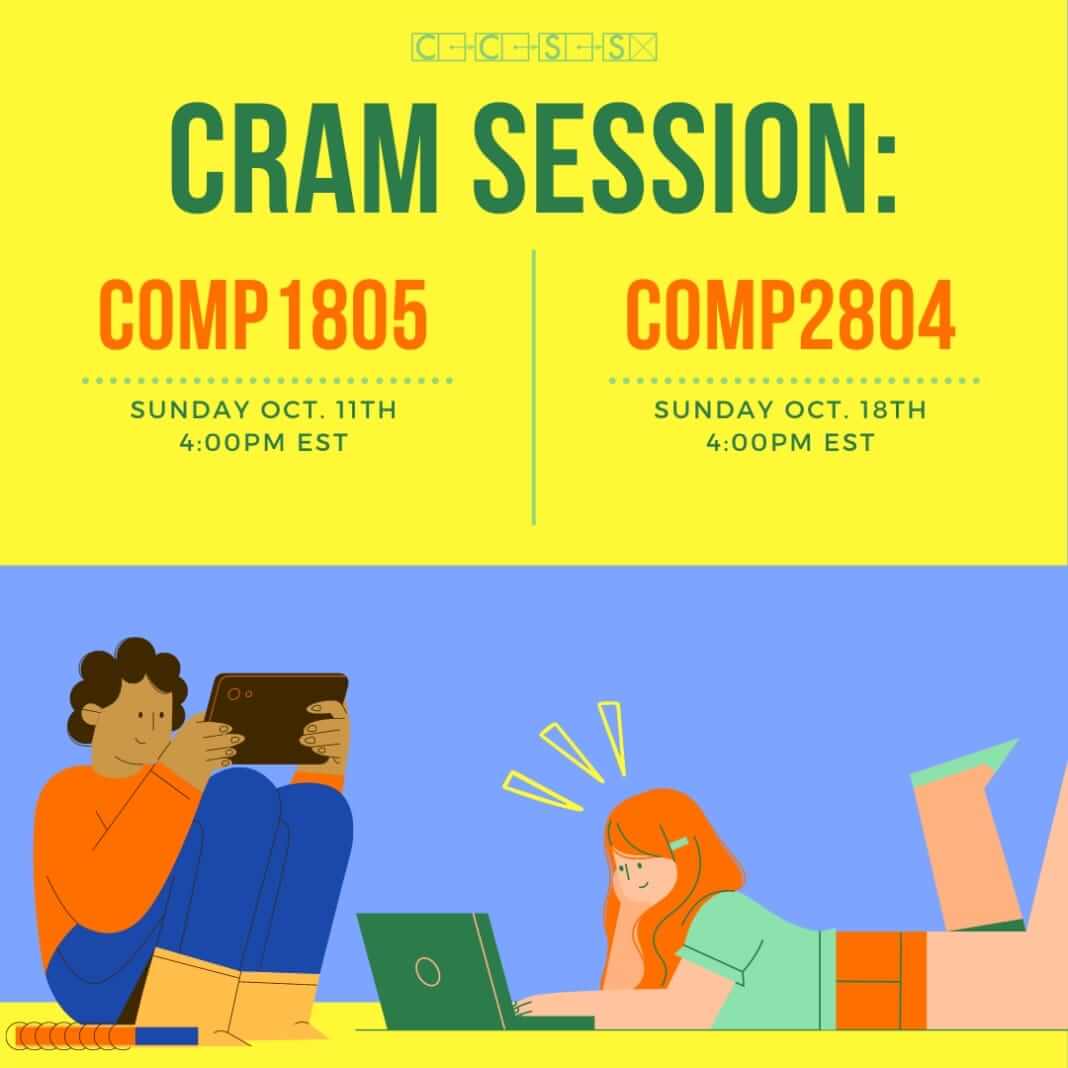 CCSS
CRAM SESSION:
COMP1805
SUNDAY OCT. 11TH
4:00PM EST
COMP2804
SUNDAY OCT. 18TH
4:00PM EST